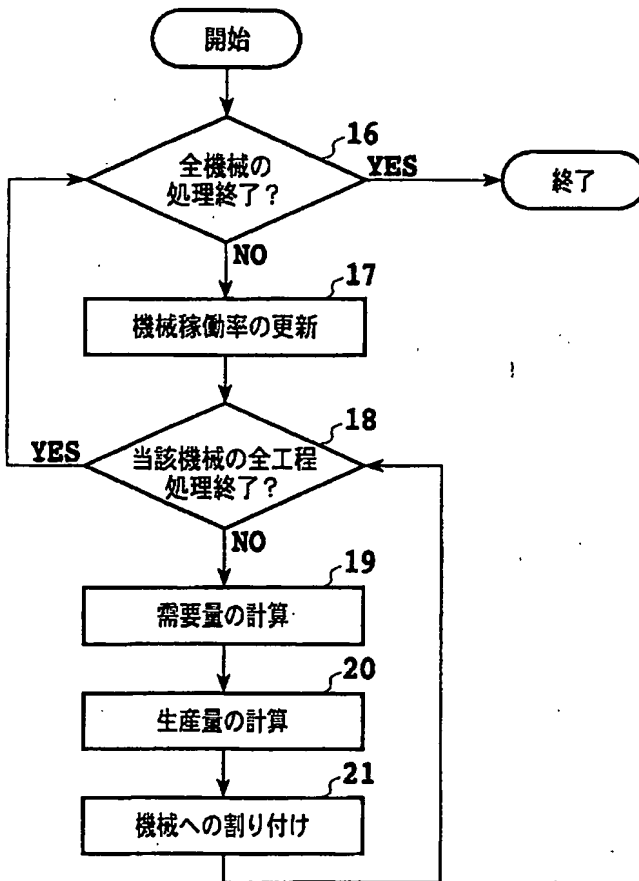 開始
16
全機械の
処理終了？
YES
終了
NO
17
機械稼働率の更新
18
YES
当該機械の全工程
処理終了？
NO
19
需要量の計算
20
生産量の計算
21
機械への割り付け